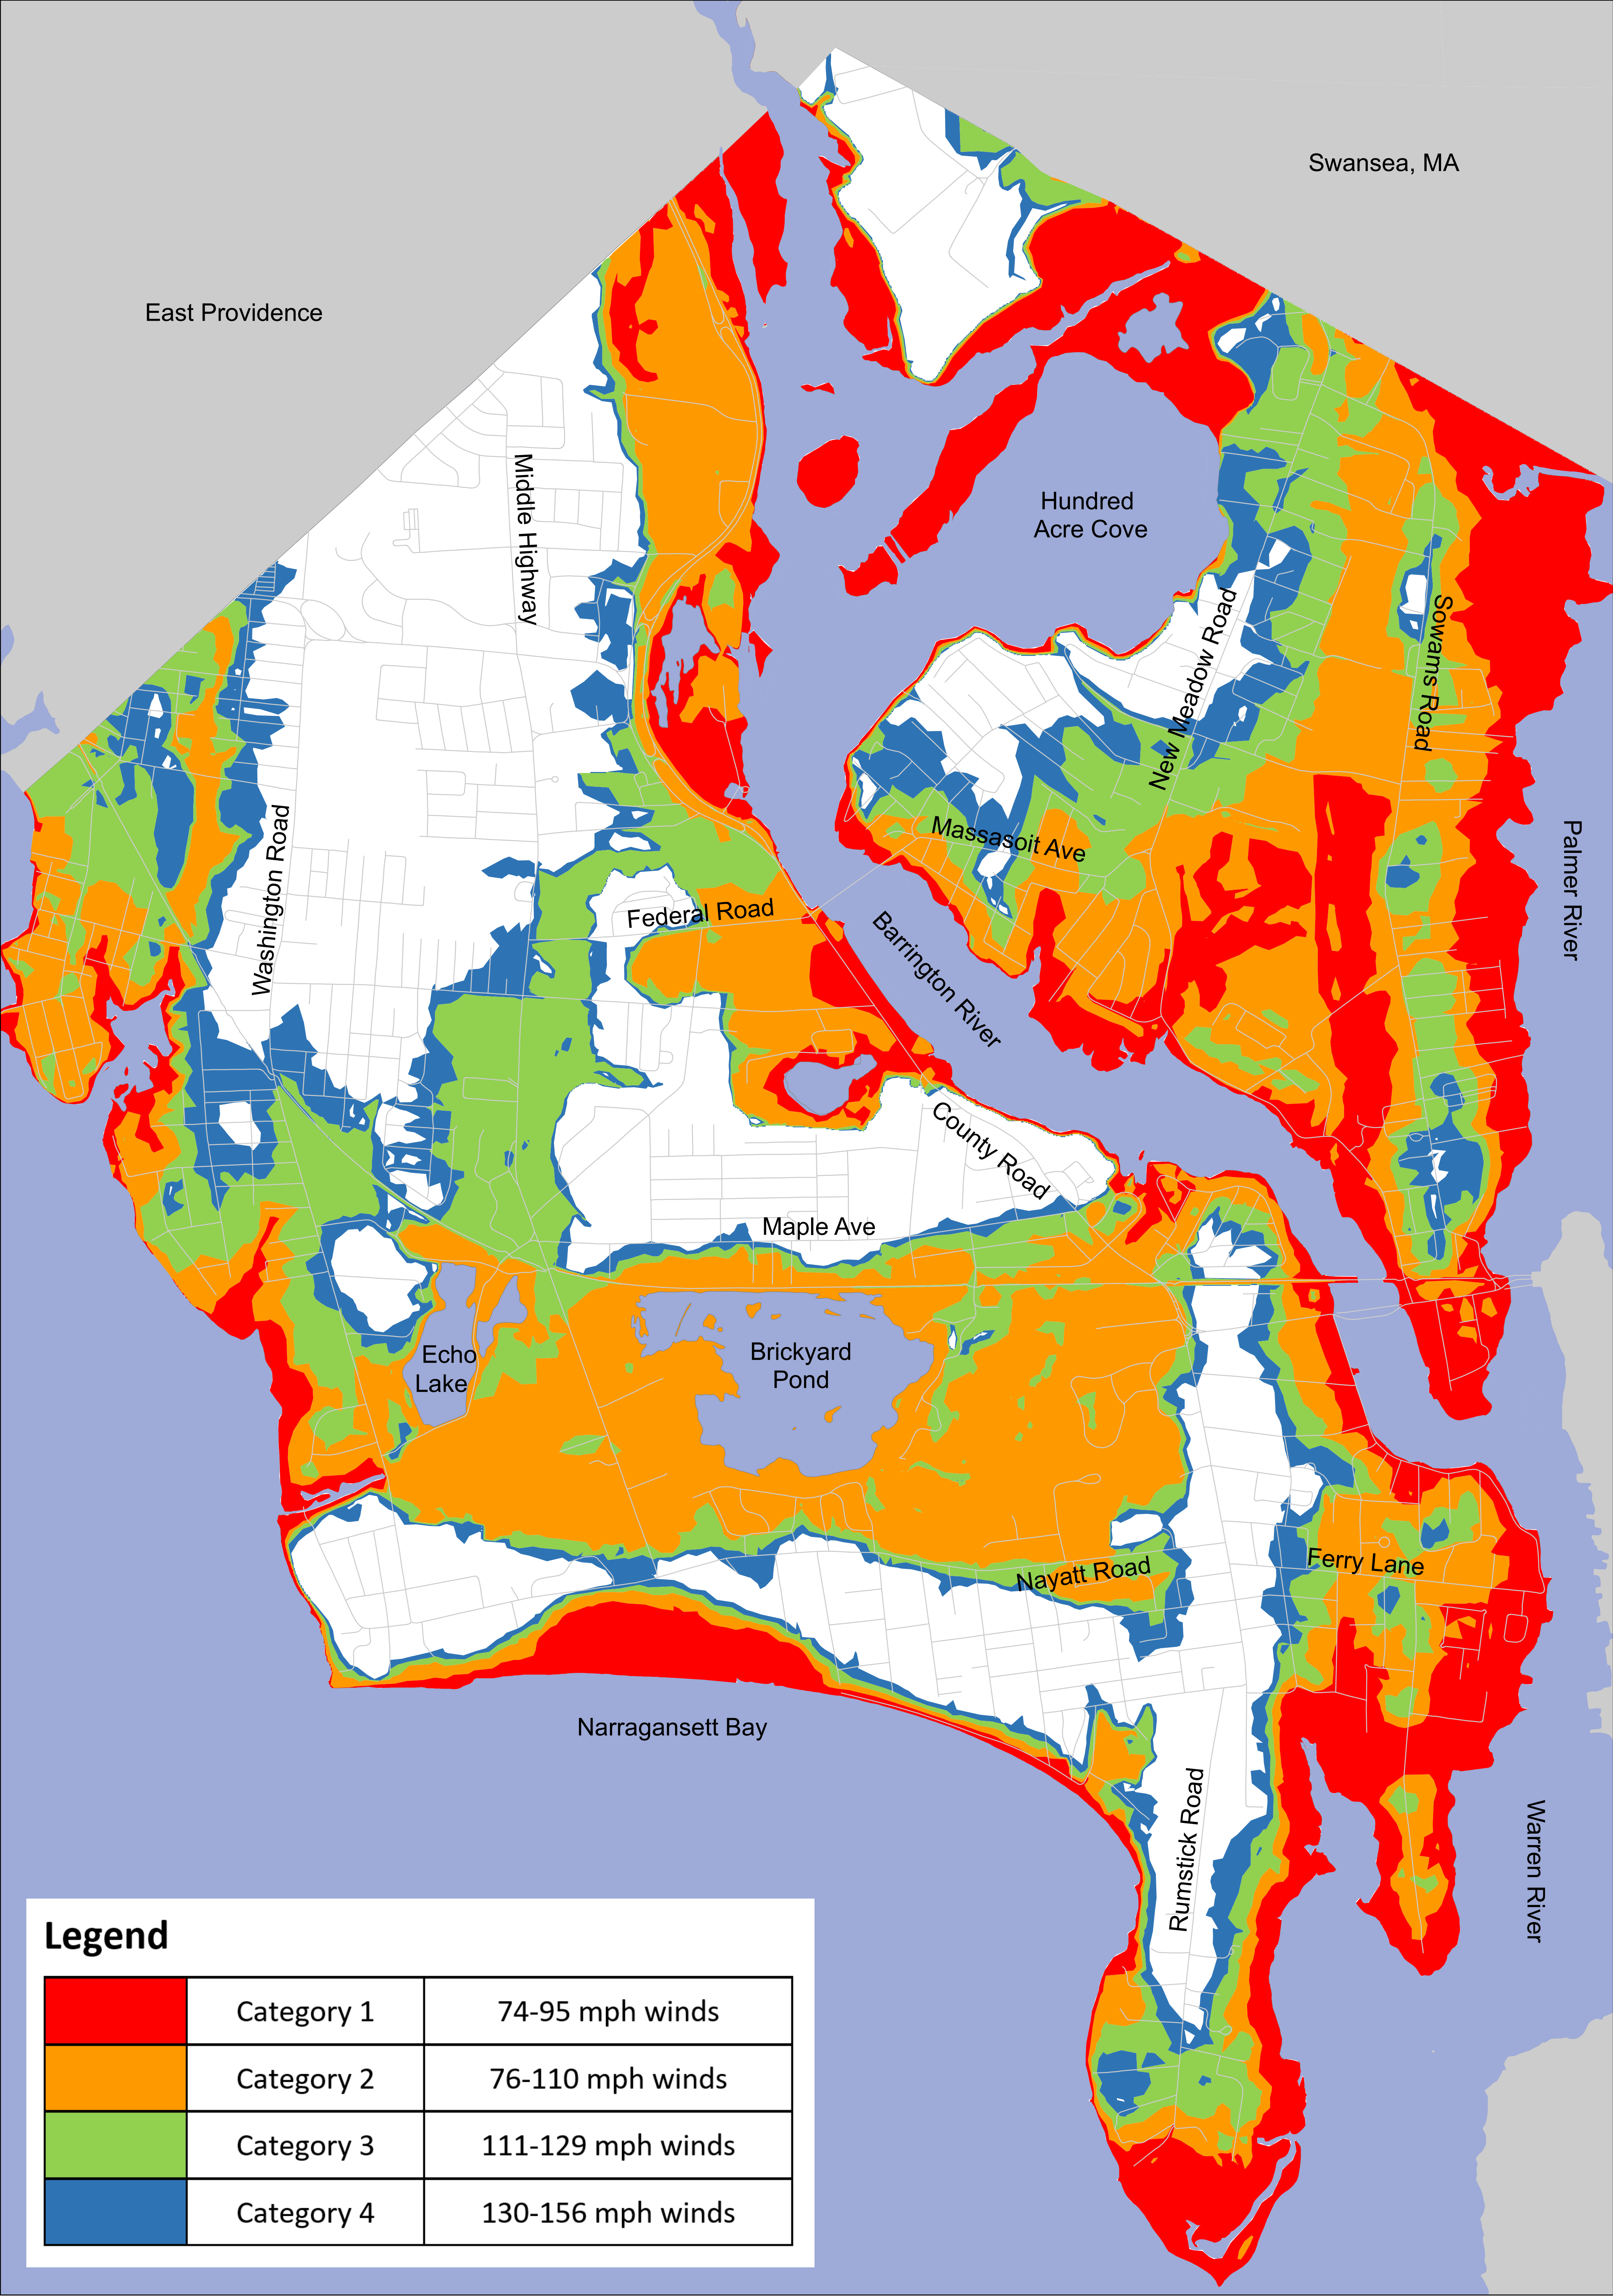 Swansea, MA
East Providence
Middle Highway
Hundred
Acre Cove
New Meadow Road
Sowams Road
Washington Road
Massasoit Ave
Palmer River
Federal Road
Barrington River
County Road
Maple Ave
Echo
Lake
Brickyard
Pond
Nayatt Road
Ferry Lane
Narragansett Bay
Rumstick Road
Warren River
Legend
Category 1 74-95 mph winds
Category 2 76-110 mph winds
Category 3 111-129 mph winds
Category 4 130-156 mph winds